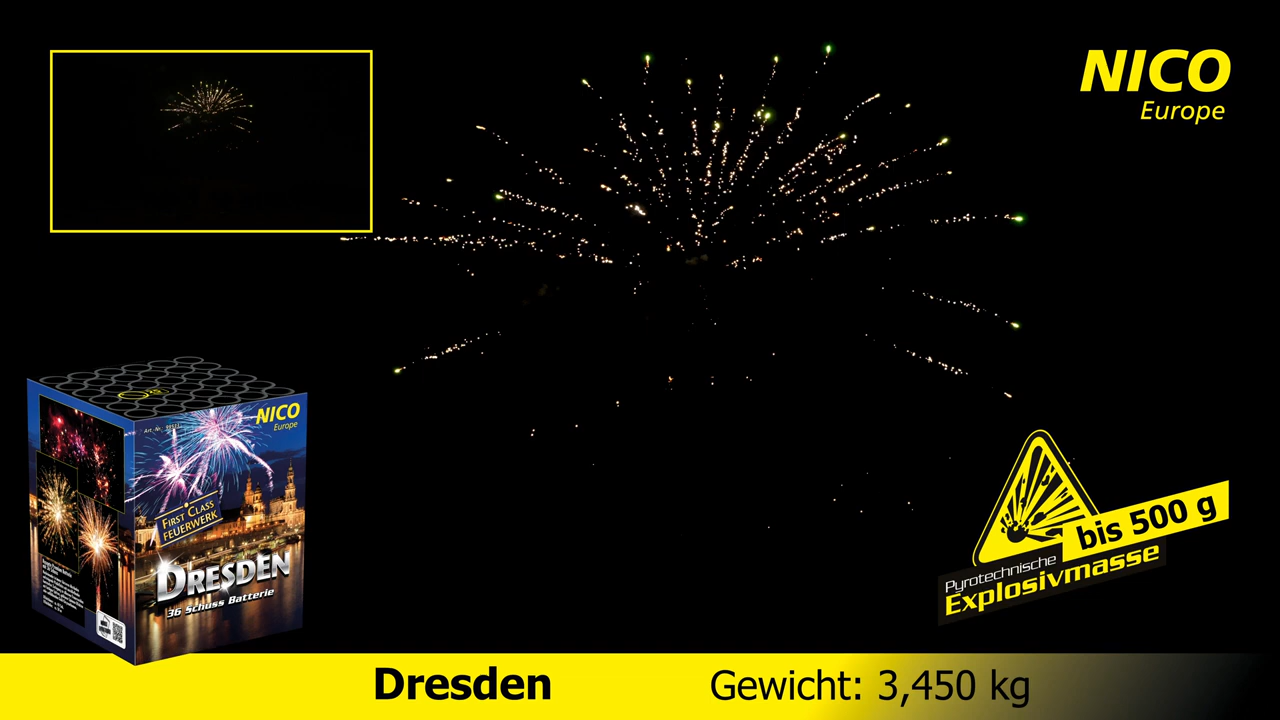 NICO
Europe
NICO
Europe
FIRST CLASS
FEUERWERK
DRESDEN
36 Schuss Batterie
bis 500 g
Pyrotechnische
Explosivmasse
Dresden
Gewicht: 3,450 kg